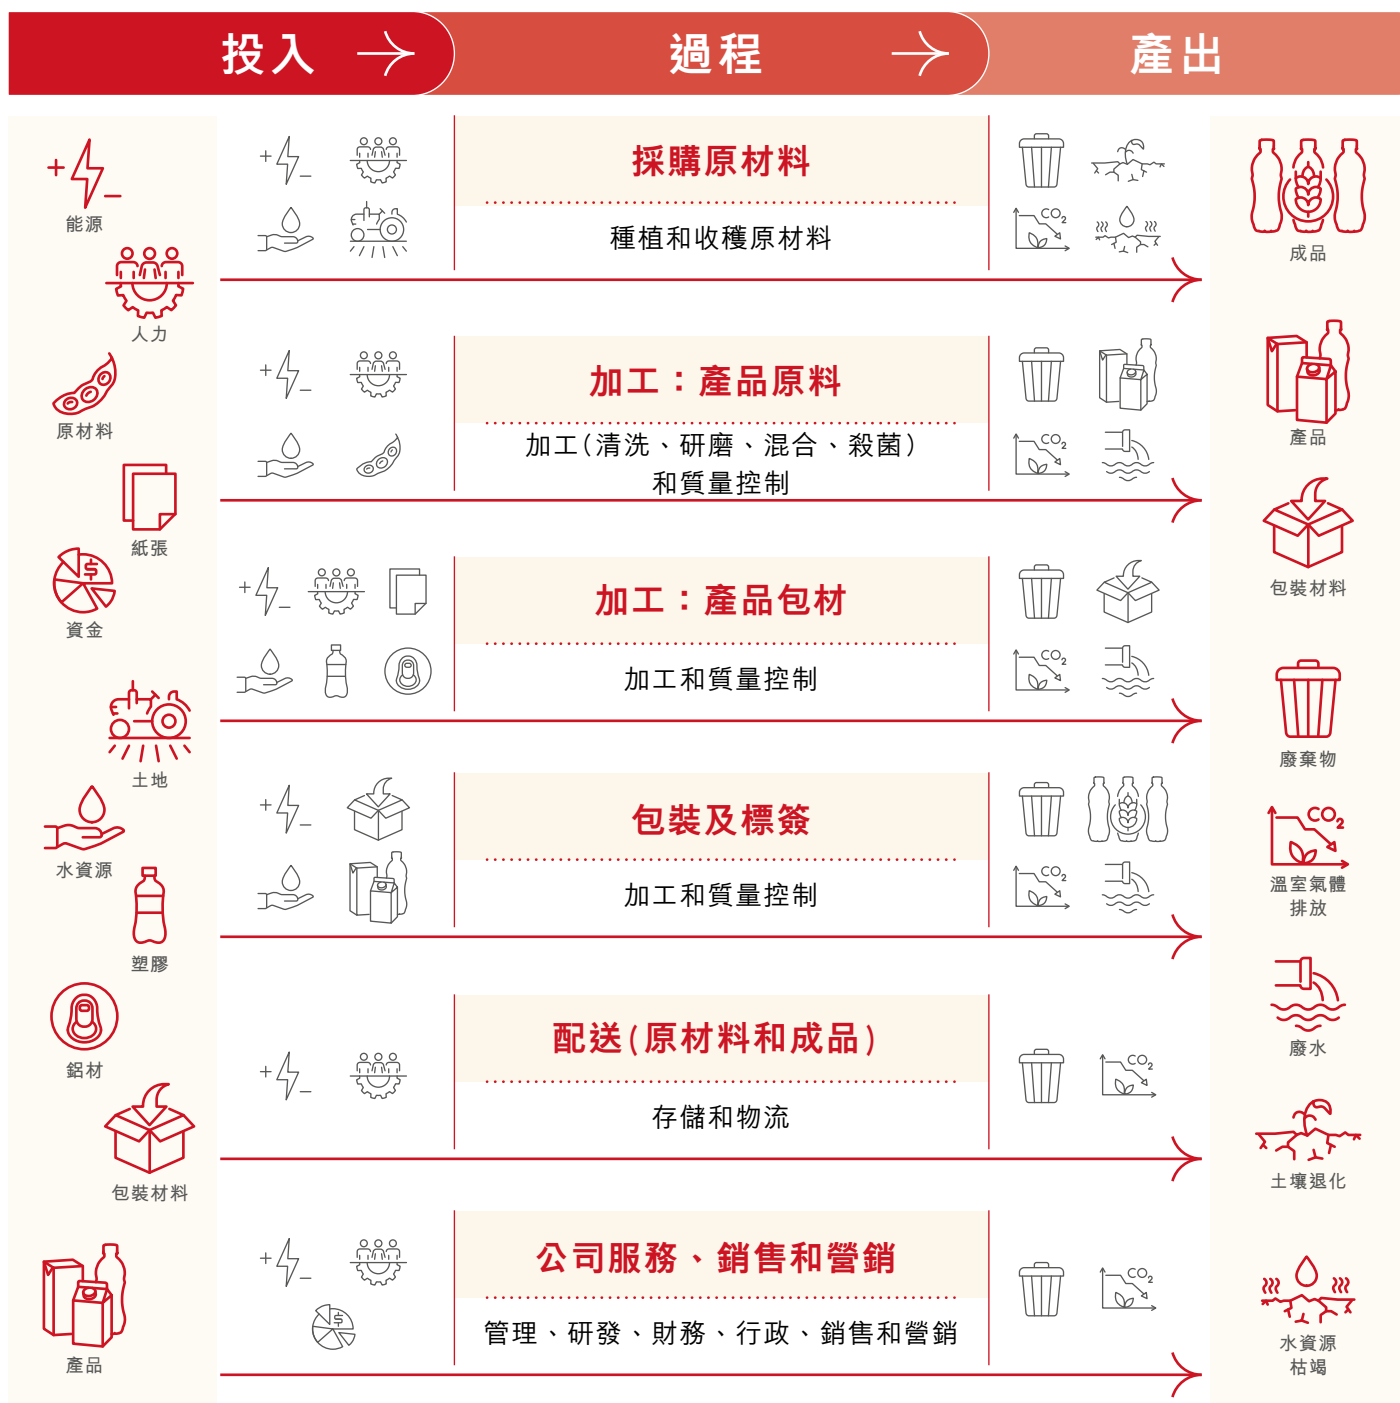 投入
過程
產出
能源
人力
原材料
紙張
資金
土地
水資源
塑膠
鋁材
包裝材料
產品
採購原材料
種植和收穫原材料
CO₂
加工：產品原料
加工(清洗、研磨、混合、殺菌)
和質量控制
CO₂
加工：產品包材
加工和質量控制
CO₂
包裝及標簽
加工和質量控制
CO₂
配送(原材料和成品)
存儲和物流
CO₂
公司服務、銷售和營銷
管理、研發、財務、行政、銷售和營銷
CO₂
成品
產品
包裝材料
廢棄物
CO₂
溫室氣體
排放
廢水
土壤退化
水資源
枯竭